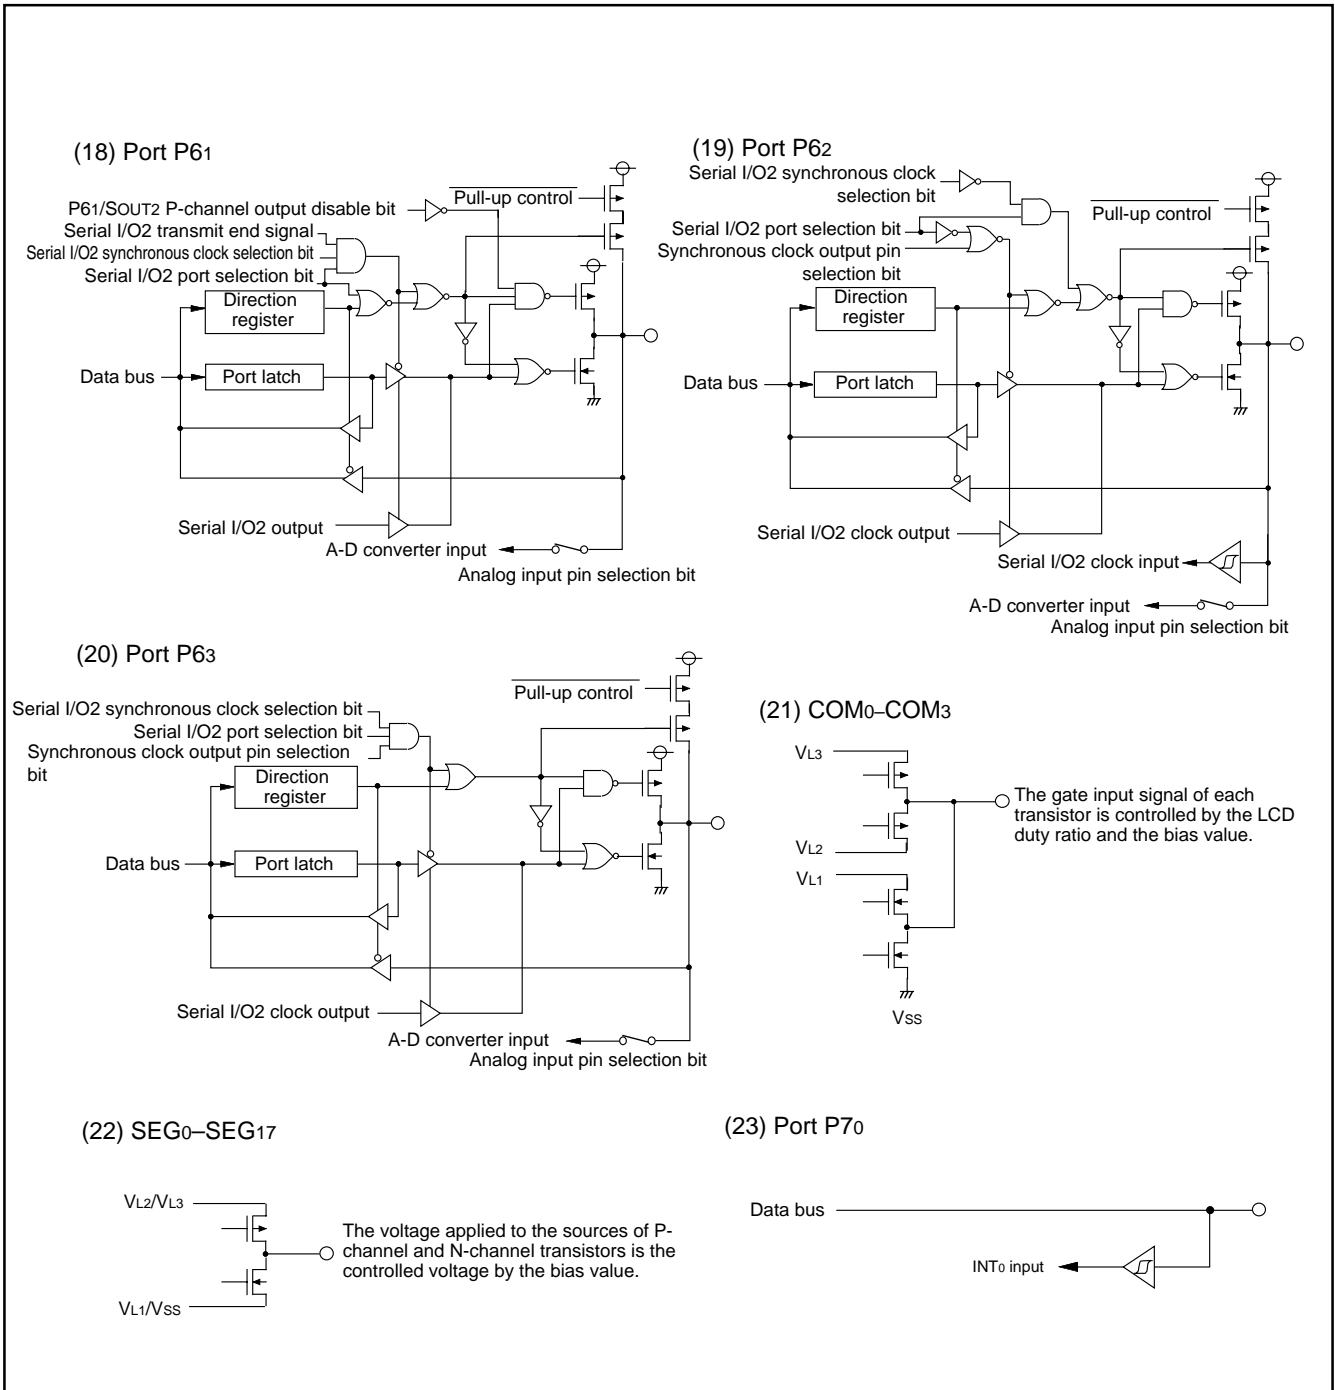 (18) Port P61
Pull-up control
P61/SOUT2 P-channel output disable bit
Serial I/O2 transmit end signal
Serial I/O2 synchronous clock selection bit
Serial I/O2 port selection bit
Direction
register
Data bus
Port latch
Serial I/O2 output
A-D converter input
Analog input pin selection bit
(19) Port P62
Serial I/O2 synchronous clock
selection bit
Pull-up control
Serial I/O2 port selection bit
Synchronous clock output pin
selection bit
Direction
register
Data bus
Port latch
Serial I/O2 clock output
Serial I/O2 clock input
A-D converter input
Analog input pin selection bit
(20) Port P63
Pull-up control
Serial I/O2 synchronous clock selection bit
Serial I/O2 port selection bit
Synchronous clock output pin selection
bit
Direction
register
Data bus
Port latch
Serial I/O2 clock output
A-D converter input
Analog input pin selection bit
(21) COM0–COM3
VL3
The gate input signal of each
transistor is controlled by the LCD
duty ratio and the bias value.
VL2
VL1
VSS
(22) SEG0–SEG17
VL2/VL3
The voltage applied to the sources of P-
channel and N-channel transistors is the
controlled voltage by the bias value.
VL1/VSS
(23) Port P70
Data bus
INT0 input